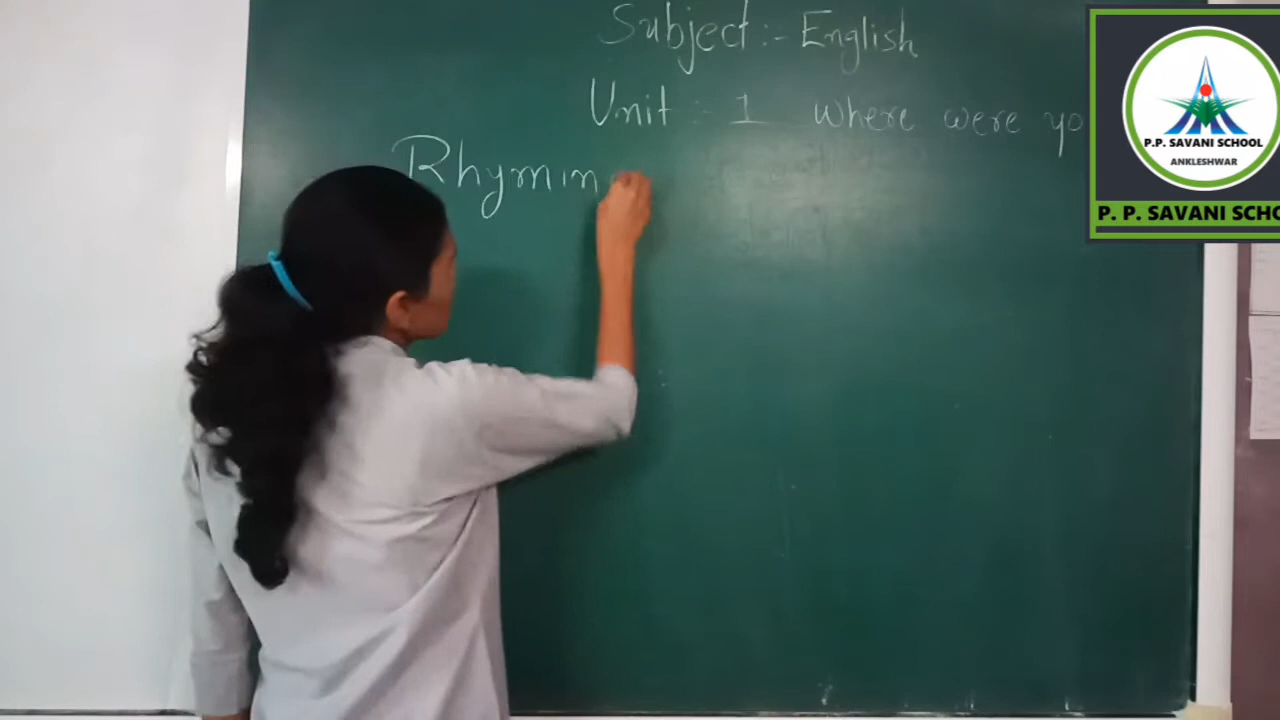 Subject :- English
Unit :- 1 Where were yo
Rhymin
P.P. SAVANI SCHOOL
ANKLESHWAR
P. P. SAVANI SCHO